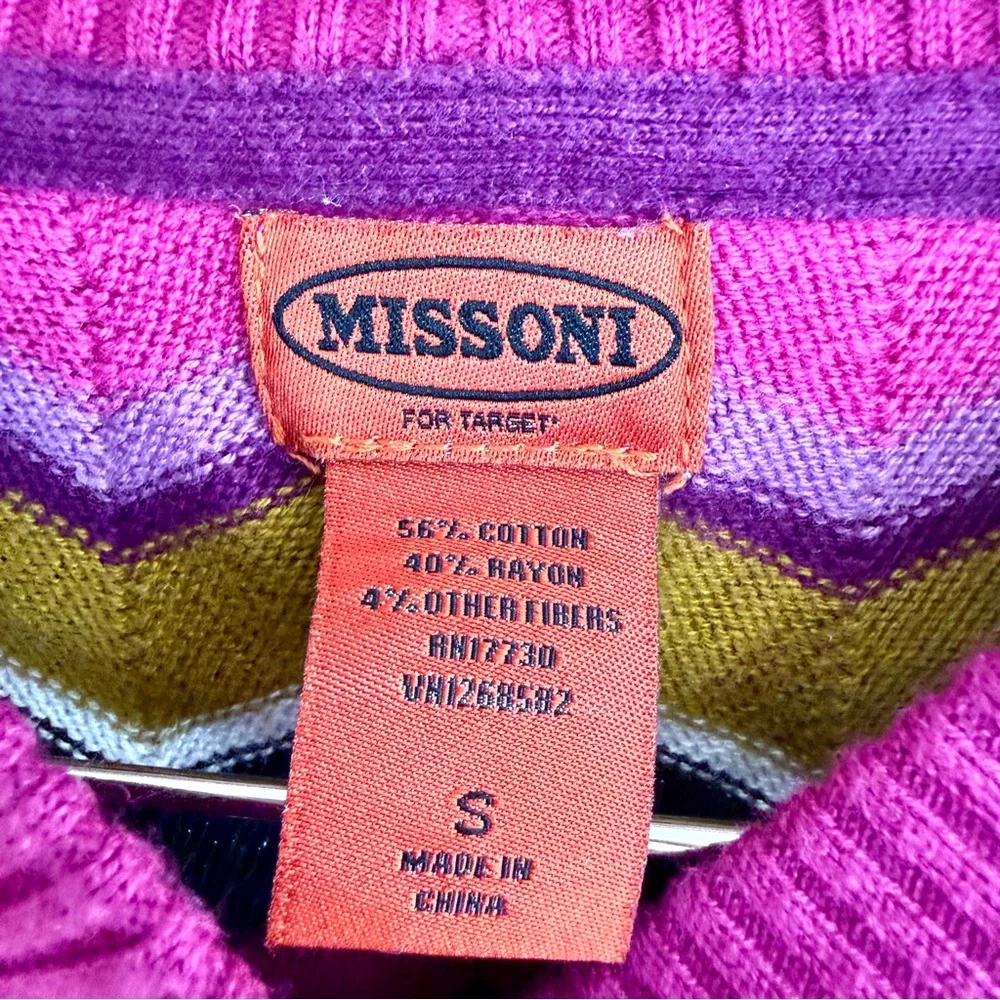 MISSONI
FOR TARGET®
56% COTTON
40% RAYON
4% OTHER FIBERS
RN17730
VN1268582
S
MADE IN
CHINA